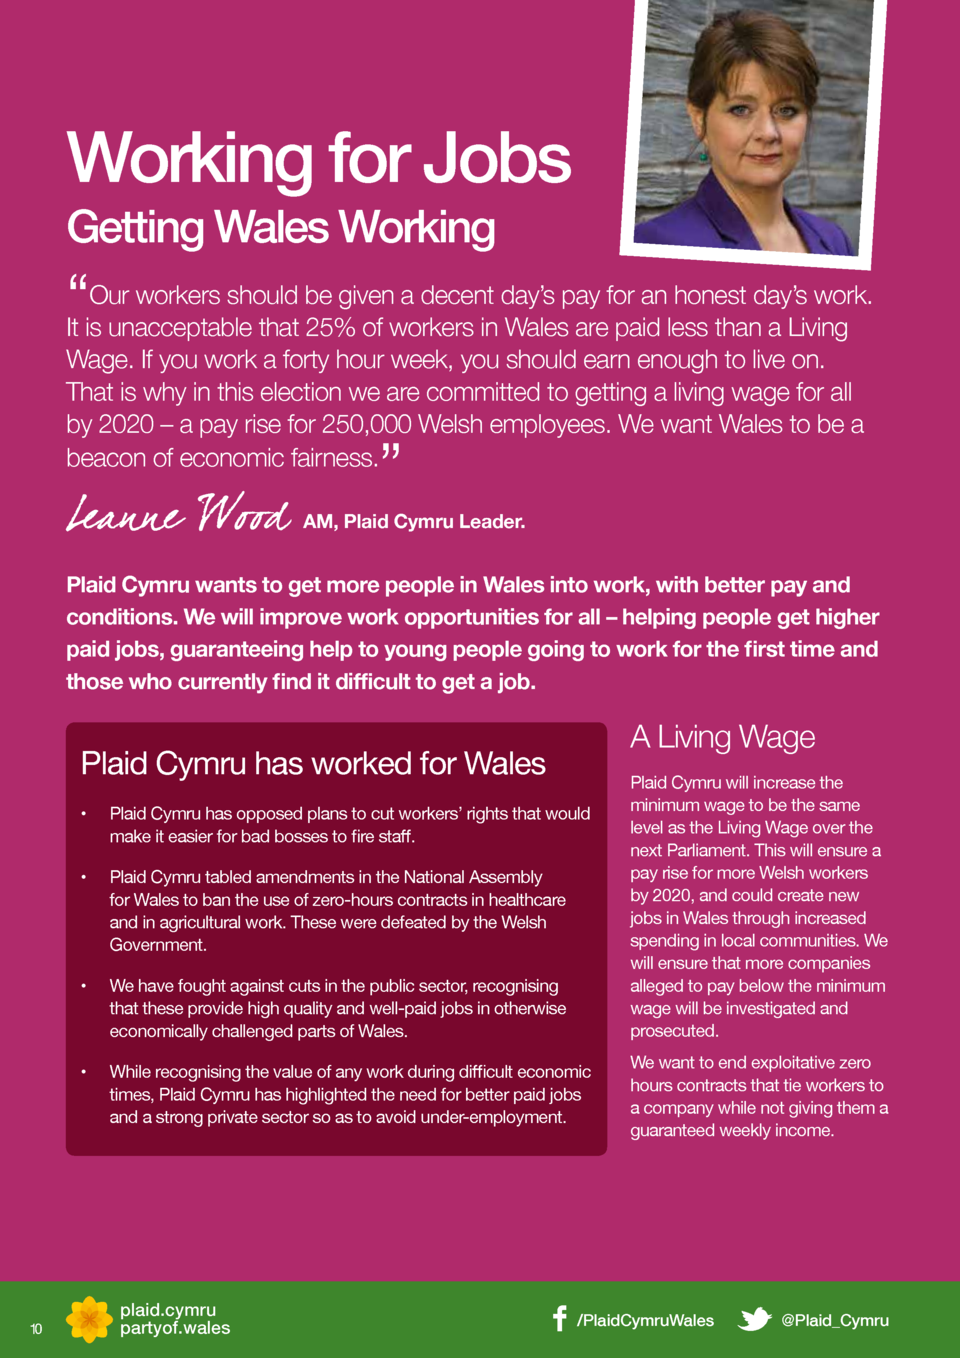 Working for Jobs
Getting Wales Working
“Our workers should be given a decent day’s pay for an honest day’s work.
It is unacceptable that 25% of workers in Wales are paid less than a Living
Wage. If you work a forty hour week, you should earn enough to live on.
That is why in this election we are committed to getting a living wage for all
by 2020 – a pay rise for 250,000 Welsh employees. We want Wales to be a
beacon of economic fairness.”
Leanne Wood AM, Plaid Cymru Leader.
Plaid Cymru wants to get more people in Wales into work, with better pay and
conditions. We will improve work opportunities for all – helping people get higher
paid jobs, guaranteeing help to young people going to work for the first time and
those who currently find it difficult to get a job.
Plaid Cymru has worked for Wales
• Plaid Cymru has opposed plans to cut workers’ rights that would
make it easier for bad bosses to fire staff.
• Plaid Cymru tabled amendments in the National Assembly
for Wales to ban the use of zero-hours contracts in healthcare
and in agricultural work. These were defeated by the Welsh
Government.
• We have fought against cuts in the public sector, recognising
that these provide high quality and well-paid jobs in otherwise
economically challenged parts of Wales.
• While recognising the value of any work during difficult economic
times, Plaid Cymru has highlighted the need for better paid jobs
and a strong private sector so as to avoid under-employment.
A Living Wage
Plaid Cymru will increase the
minimum wage to be the same
level as the Living Wage over the
next Parliament. This will ensure a
pay rise for more Welsh workers
by 2020, and could create new
jobs in Wales through increased
spending in local communities. We
will ensure that more companies
alleged to pay below the minimum
wage will be investigated and
prosecuted.
We want to end exploitative zero
hours contracts that tie workers to
a company while not giving them a
guaranteed weekly income.
10
plaid.cymru
partyof.wales
/PlaidCymruWales
@Plaid_Cymru